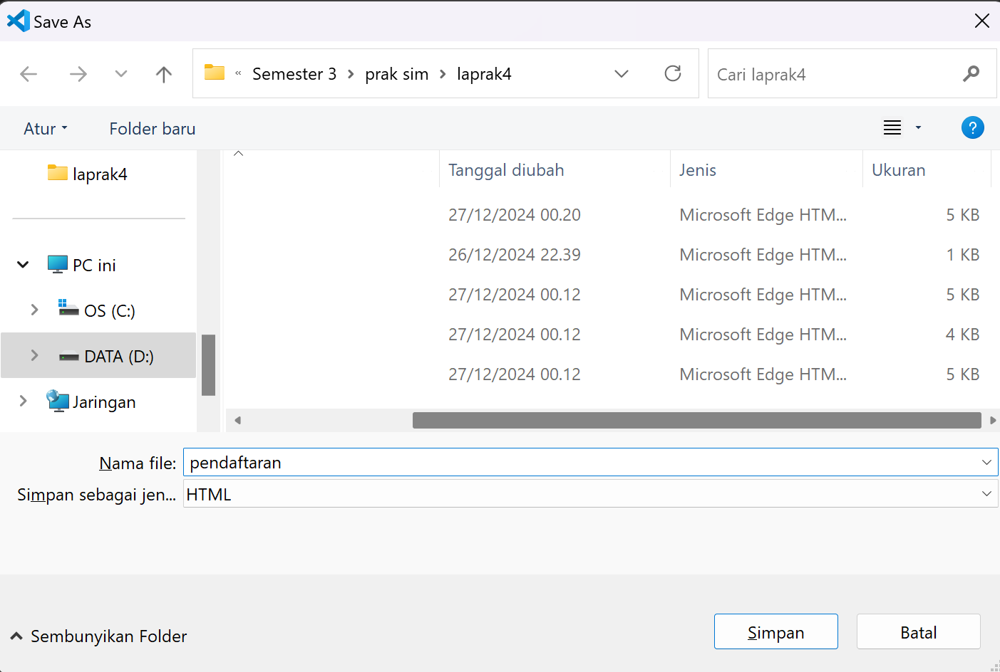 Save As
« Semester 3 > prak sim > laprak4
Cari laprak4
Atur
Folder baru
?
laprak4
PC ini
OS (C:)
DATA (D:)
Jaringan
Tanggal diubah Jenis Ukuran
27/12/2024 00.20 Microsoft Edge HTM... 5 KB
26/12/2024 22.39 Microsoft Edge HTM... 1 KB
27/12/2024 00.12 Microsoft Edge HTM... 5 KB
27/12/2024 00.12 Microsoft Edge HTM... 4 KB
27/12/2024 00.12 Microsoft Edge HTM... 5 KB
Nama file: pendaftaran
Simpan sebagai jen... HTML
Sembunyikan Folder
Simpan
Batal